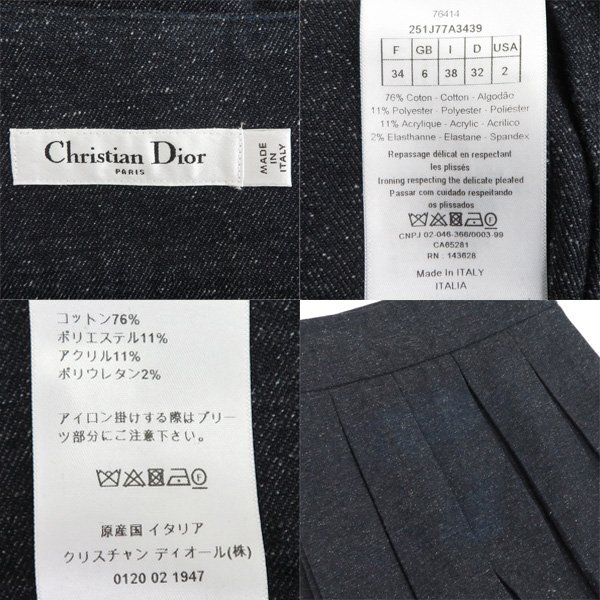 Christian Dior
PARIS
MADE IN
ITALY
76414
251J77A3439
F GB I D USA
34 6 38 32 2
76% Coton - Cotton - Algodão
11% Polyester - Polyester - Poliéster
11% Acrylique - Acrylic - Acrílico
2% Elasthanne - Elastane - Spandex
Repassage délical en respectant
les plissés
Ironing respecting the delicate pleated
Passar com cuidado respeitando
os plissados
CNPJ 02-046-366/0003-99
CA65281
RN : 143628
Made In ITALY
ITALIA
コットン76%
ポリエステル11%
アクリル11%
ポリウレタン2%
アイロン掛けする際はプリー
ツ部分にご注意下さい。
原産国 イタリア
クリスチャン ディオール(株)
0120 02 1947